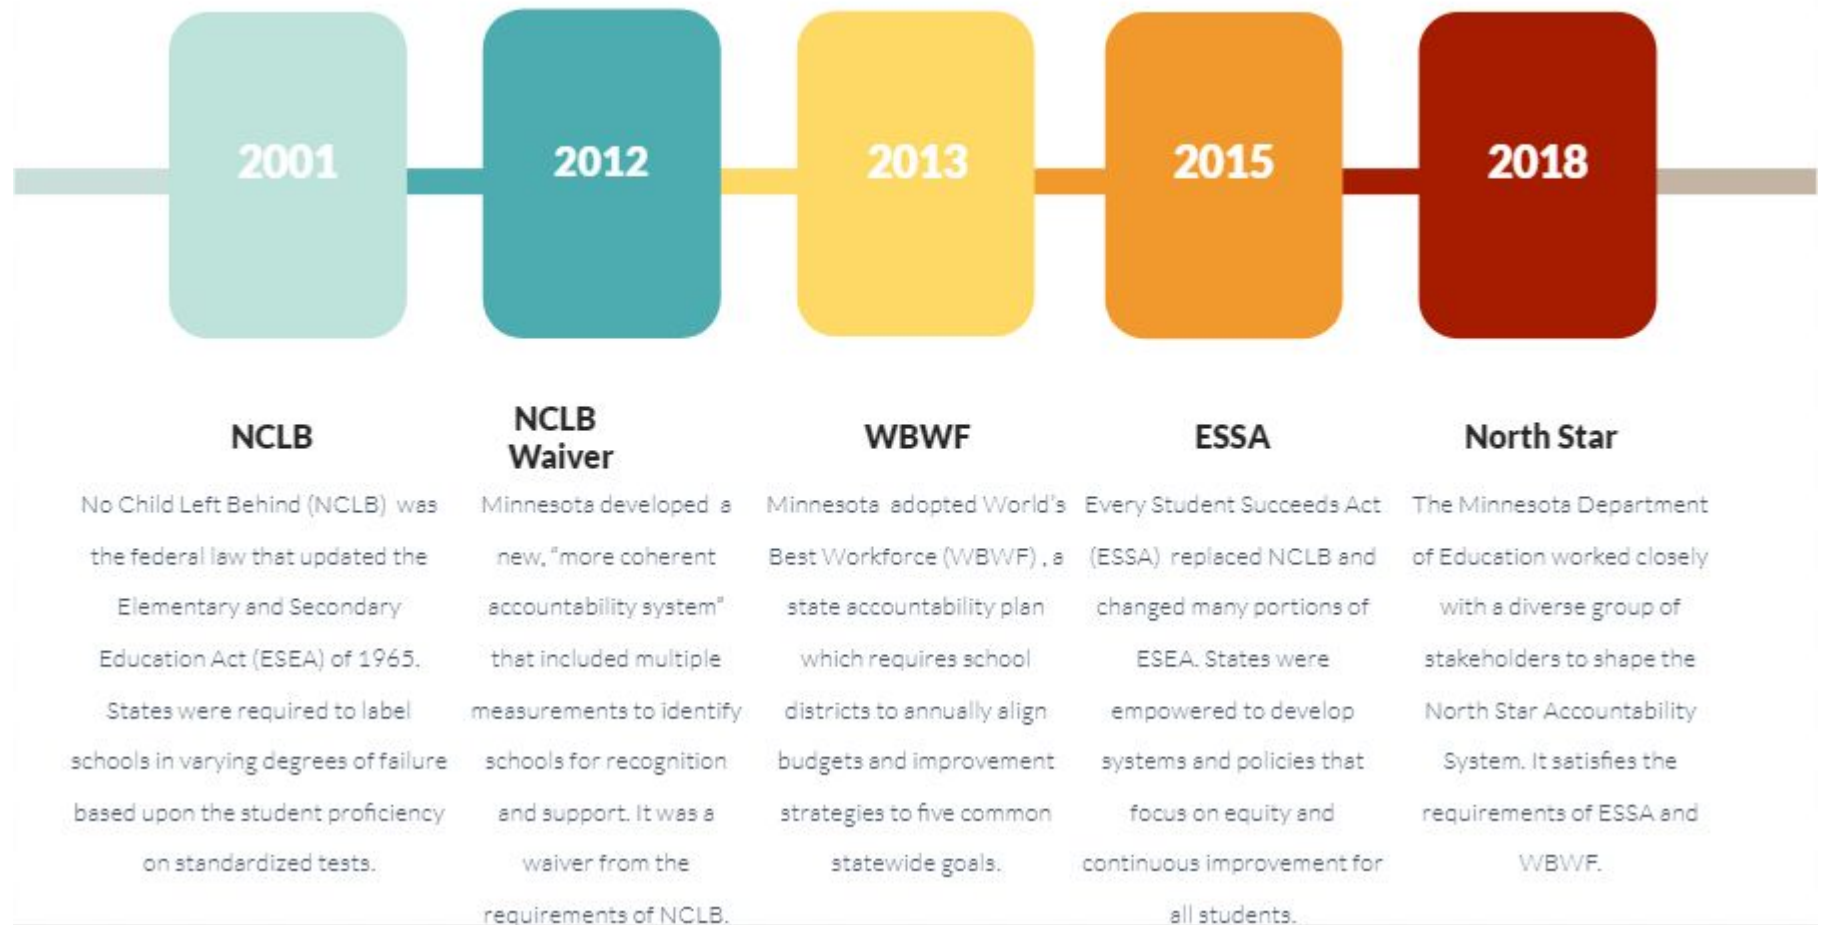 2001
2012
2013
2015
2018
NCLB
No Child Left Behind (NCLB) was
the federal law that updated the
Elementary and Secondary
Education Act (ESEA) of 1965.
States were required to label
schools in varying degrees of failure
based upon the student proficiency
on standardized tests.
NCLB
Waiver
Minnesota developed a
new, “more coherent
accountability system”
that included multiple
measurements to identify
schools for recognition
and support. It was a
waiver from the
requirements of NCLB.
WBWF
Minnesota adopted World's
Best Workforce (WBWF) , a
state accountability plan
which requires school
districts to annually align
budgets and improvement
strategies to five common
statewide goals.
ESSA
Every Student Succeeds Act
(ESSA) replaced NCLB and
changed many portions of
ESEA. States were
empowered to develop
systems and policies that
focus on equity and
continuous improvement for
all students.
North Star
The Minnesota Department
of Education worked closely
with a diverse group of
stakeholders to shape the
North Star Accountability
System. It satisfies the
requirements of ESSA and
WBWF.